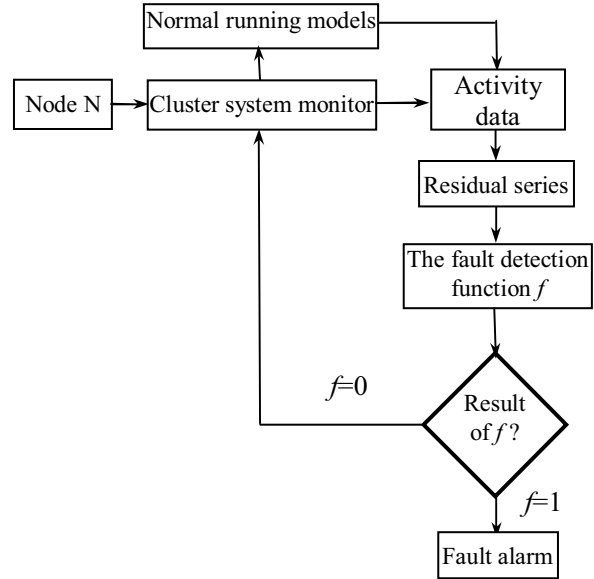 Normal running models
Node N
Cluster system monitor
Activity
data
Residual series
The fault detection
function f
Result
of f ?
f=0
f=1
Fault alarm